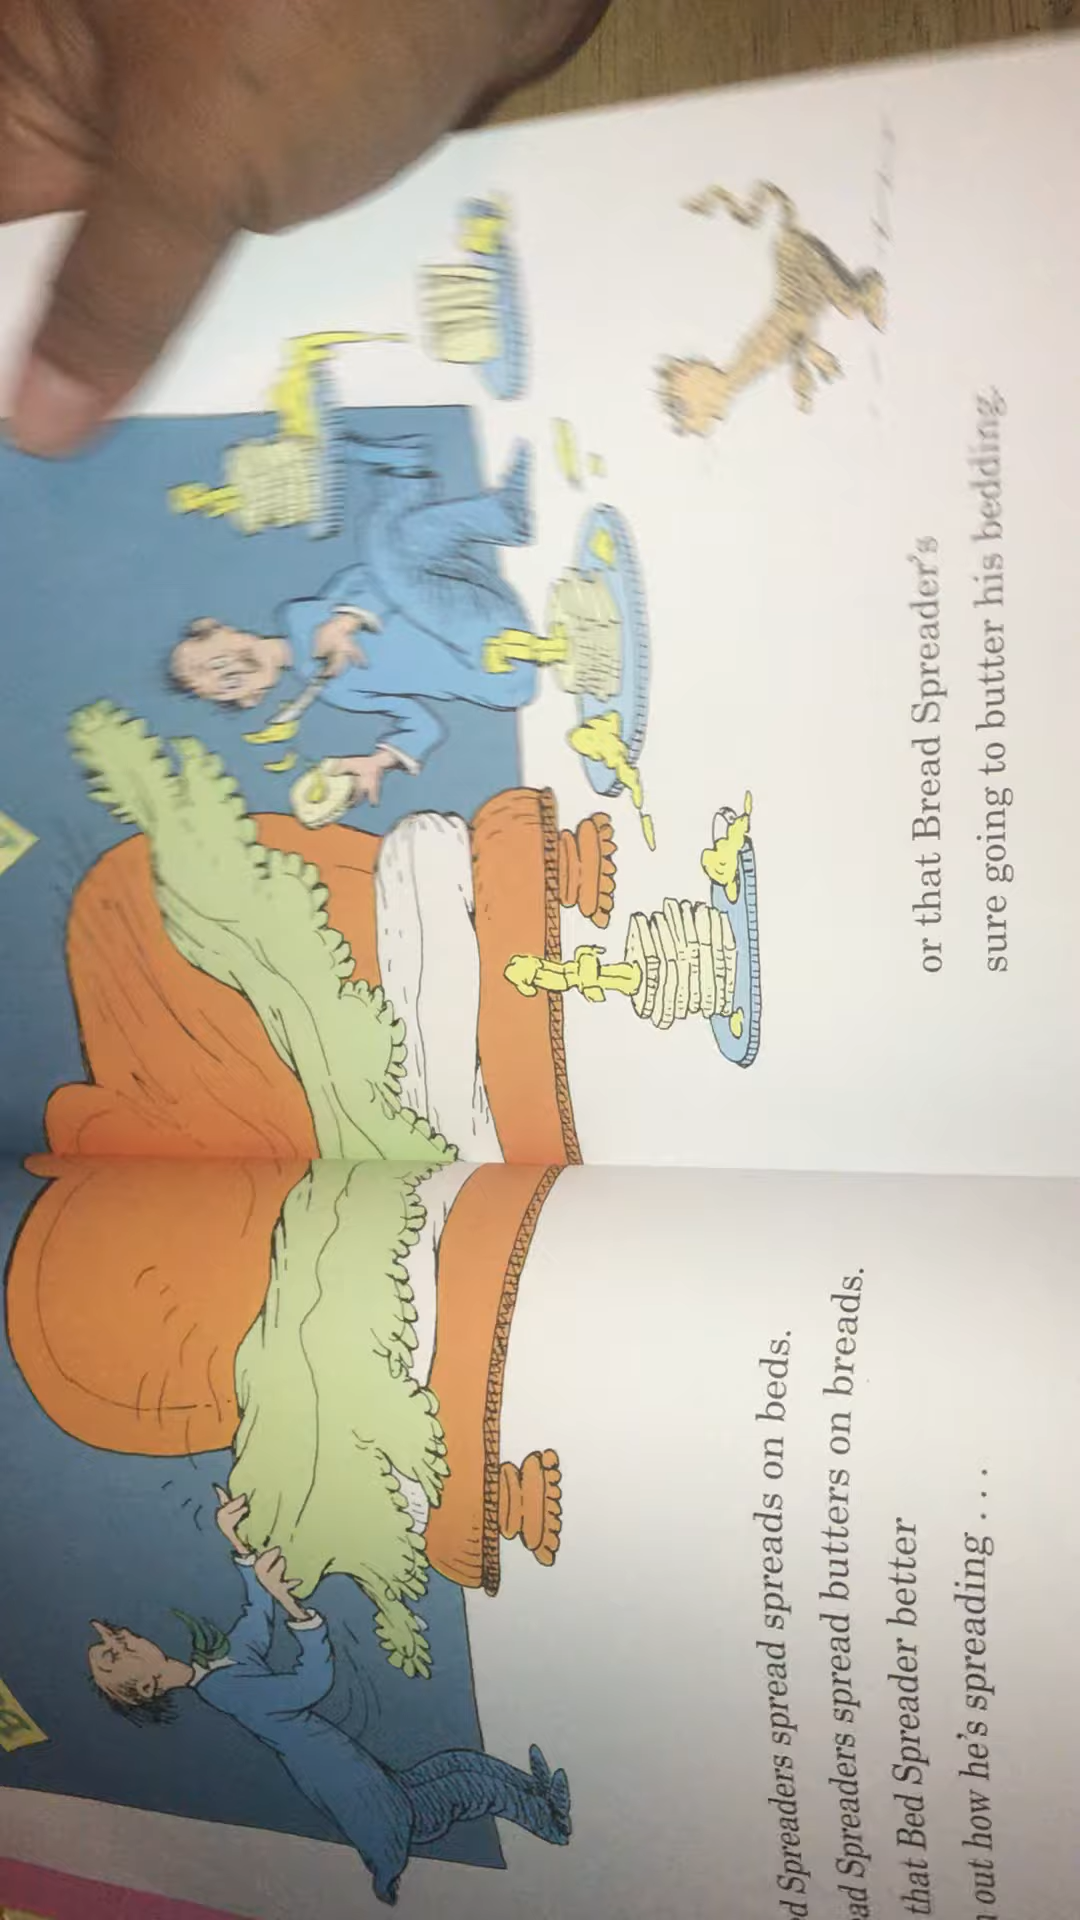 Spreaders spread spreads on beds.
Spreaders spread butters on breads.
that Bed Spreader better
out how he's spreading . . .
or that Bread Spreader's
sure going to butter his bedding.